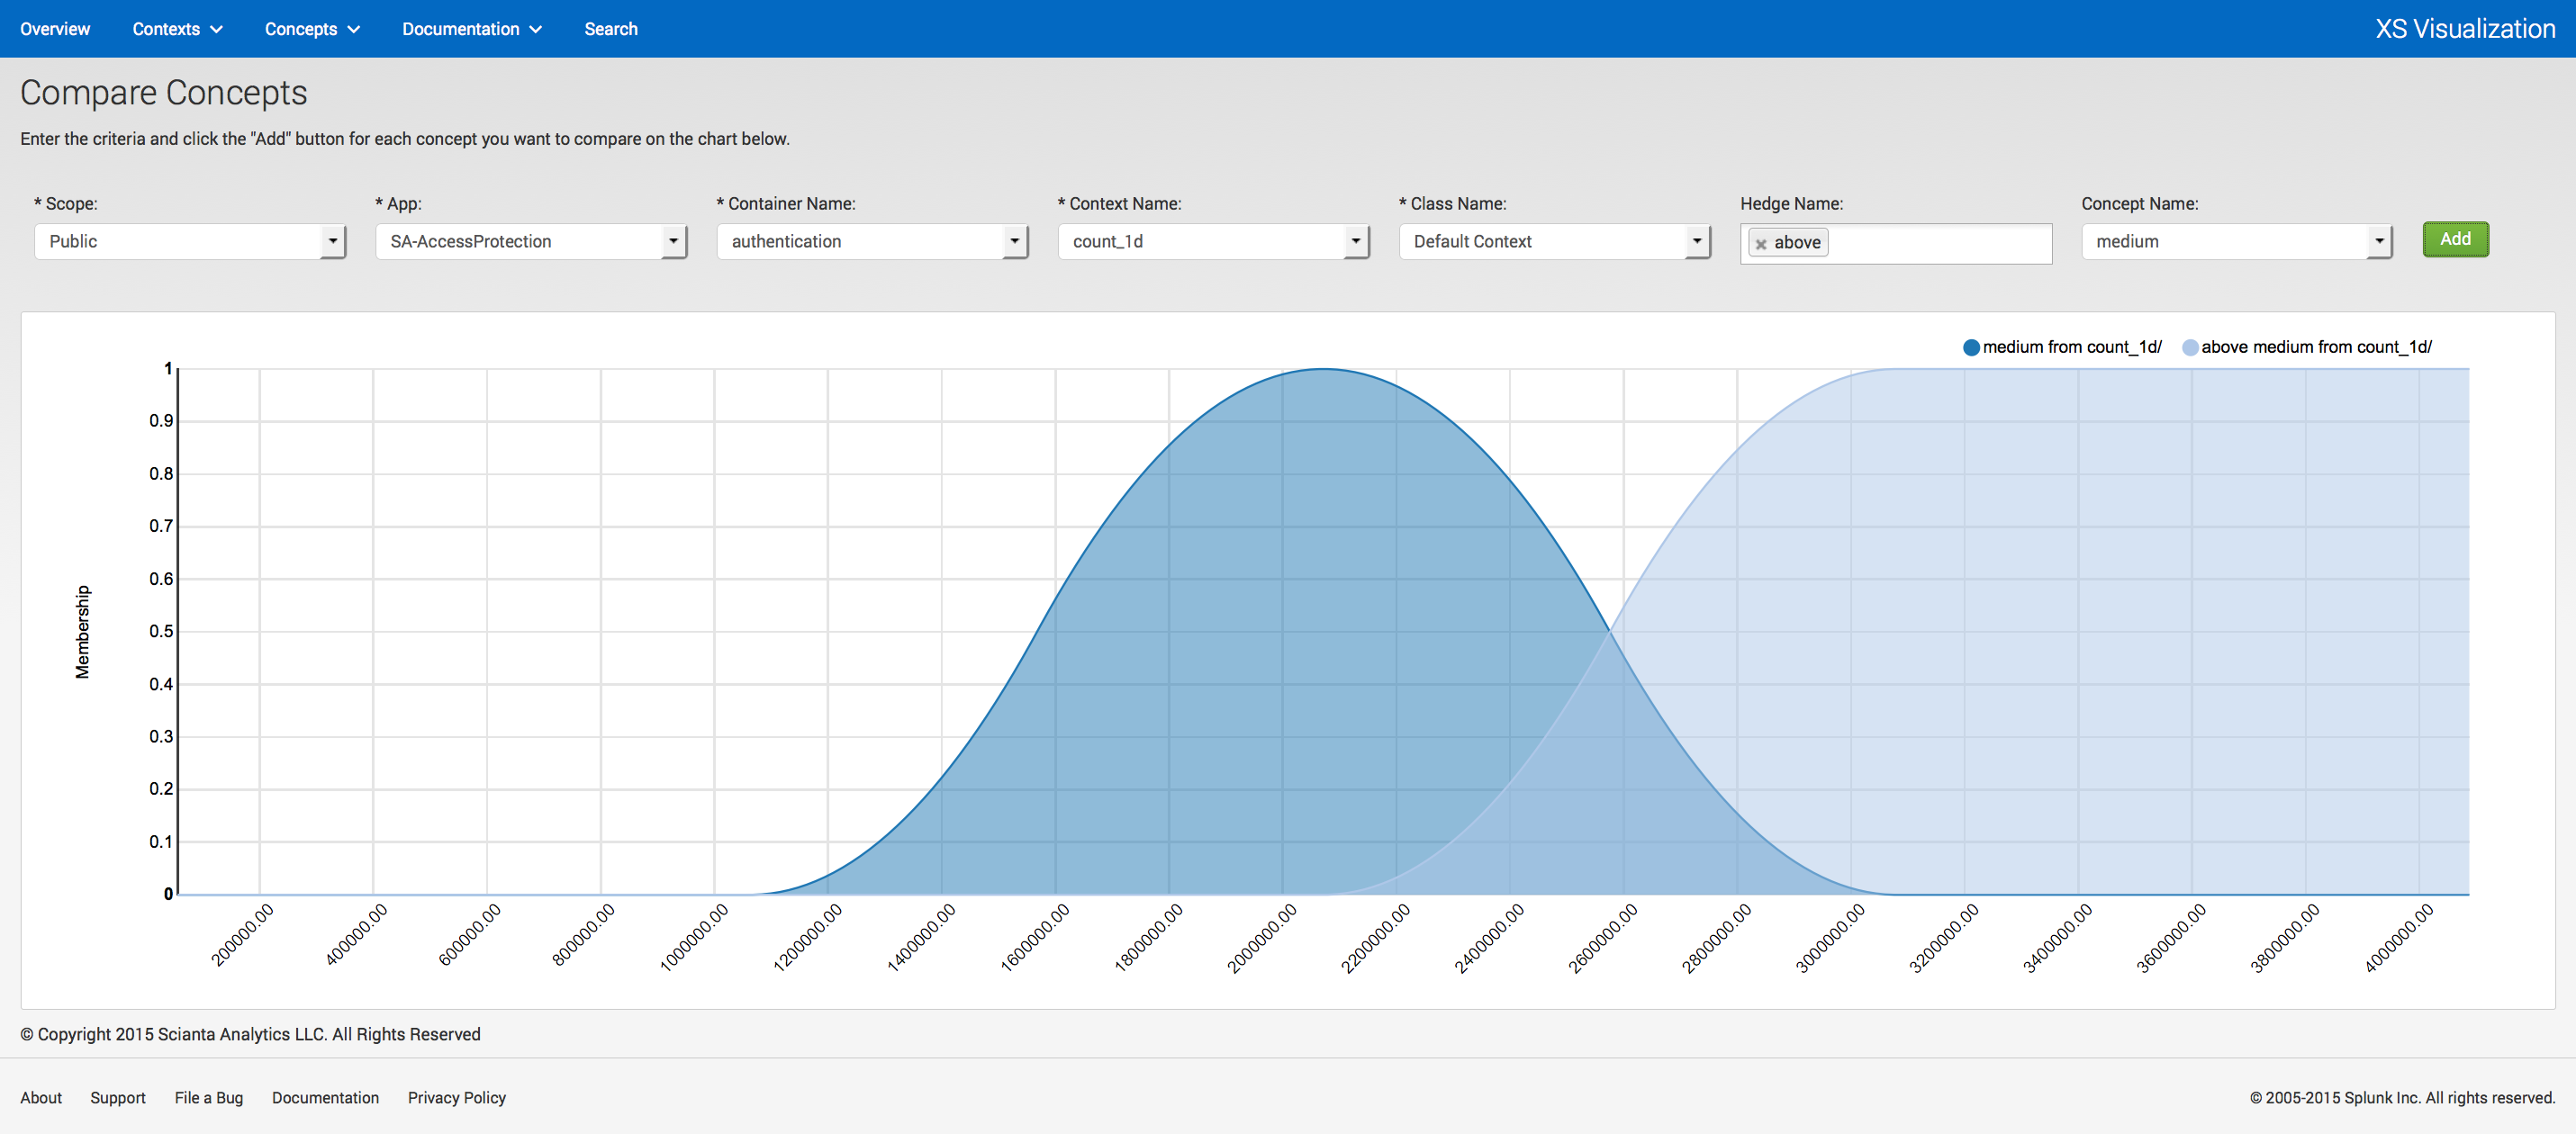 Overview Contexts Concepts Documentation Search XS Visualization
Compare Concepts
Enter the criteria and click the "Add" button for each concept you want to compare on the chart below.
* Scope: * App: * Container Name: * Context Name: * Class Name: Hedge Name: Concept Name:
Public SA-AccessProtection authentication count_1d Default Context above medium Add
medium from count_1d/ above medium from count_1d/
1
0.9
0.8
0.7
0.6
0.5
0.4
0.3
0.2
0.1
0
Membership
200000.00 400000.00 600000.00 800000.00 1000000.00 1200000.00 1400000.00 1600000.00 1800000.00 2000000.00 2200000.00 2400000.00 2600000.00 2800000.00 3000000.00 3200000.00 3400000.00 3600000.00 3800000.00 4000000.00
© Copyright 2015 Scianta Analytics LLC. All Rights Reserved
About Support File a Bug Documentation Privacy Policy © 2005-2015 Splunk Inc. All rights reserved.